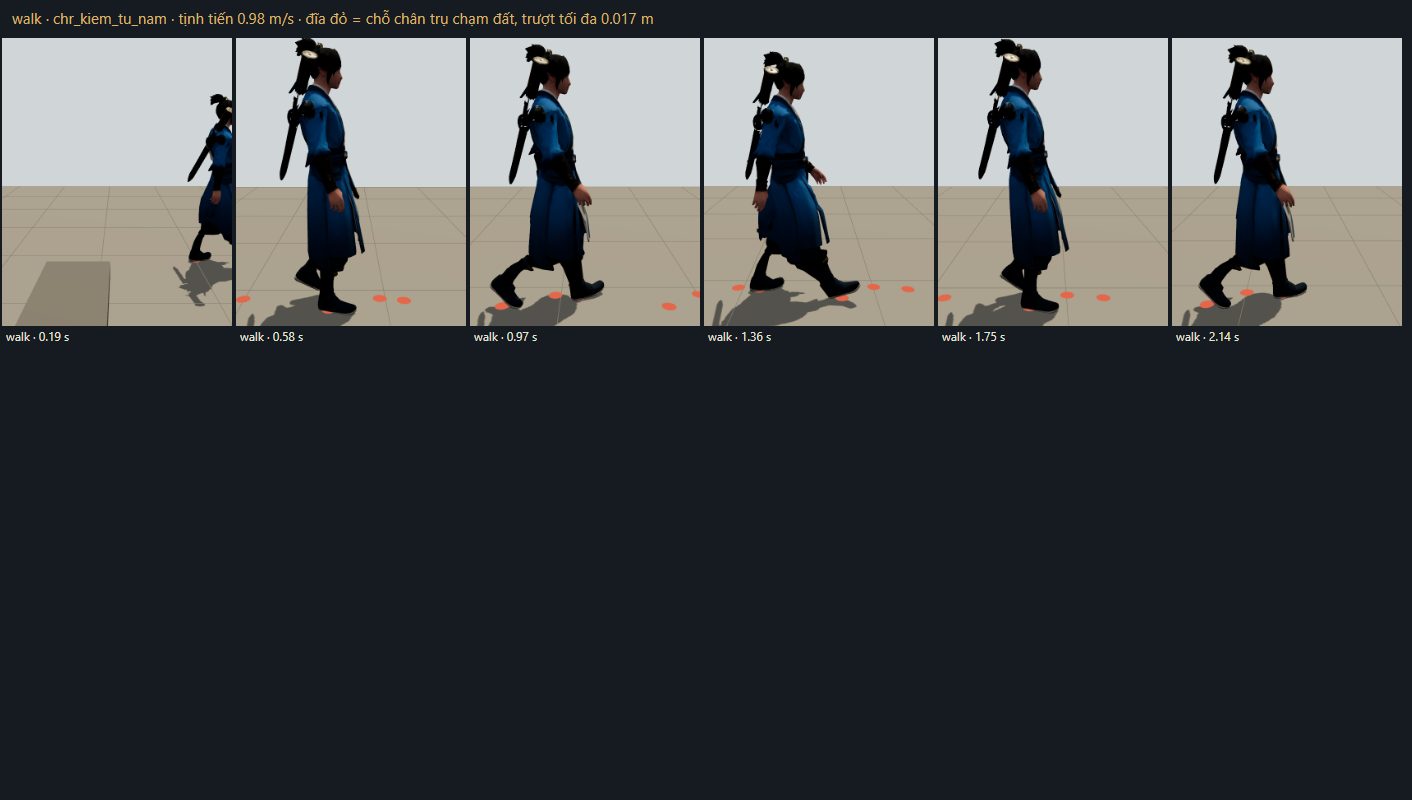 walk · chr_kiem_tu_nam · tịnh tiến 0.98 m/s · đĩa đỏ = chỗ chân trụ chạm đất, trượt tối đa 0.017 m
walk · 0.19 s
walk · 0.58 s
walk · 0.97 s
walk · 1.36 s
walk · 1.75 s
walk · 2.14 s